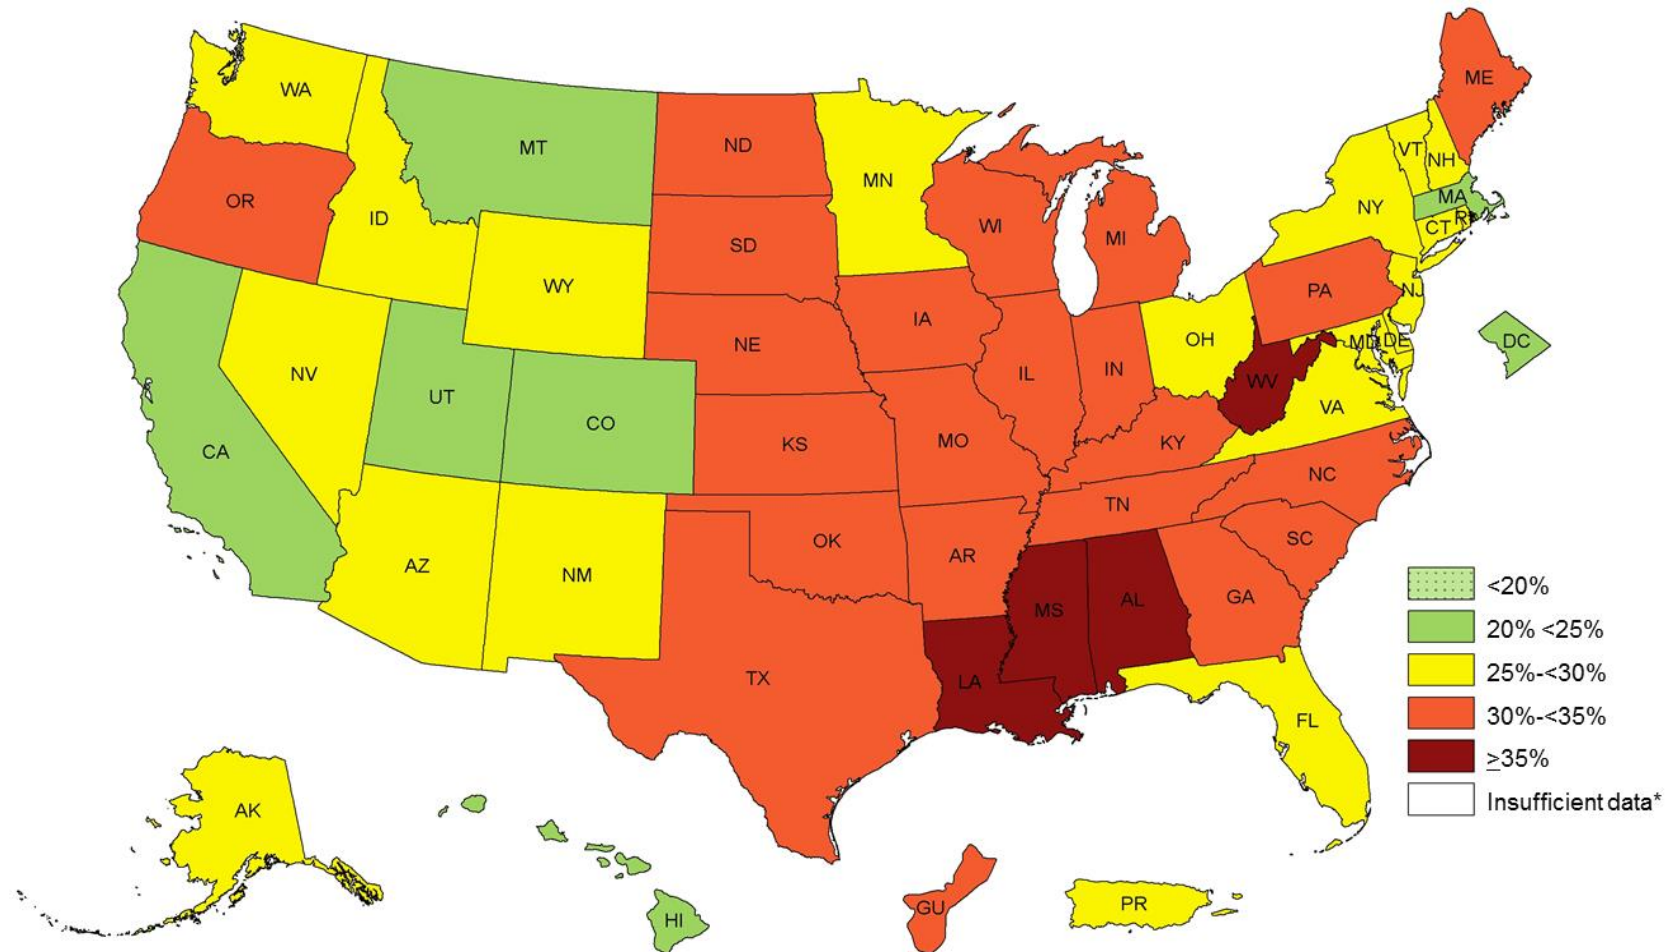 ME
WA
MT
ND
VT
NH
MN
OR
ID
MA
NY
RI
WI
CT
SD
MI
WY
NJ
PA
IA
MD
DE
DC
OH
NE
NV
IN
IL
WV
UT
VA
CO
KS
MO
KY
CA
NC
TN
OK
SC
AR
AZ
NM
GA
<20%
AL
MS
20% <25%
25%-<30%
TX
LA
30%-<35%
FL
≥35%
Insufficient data*
AK
PR
GU
HI